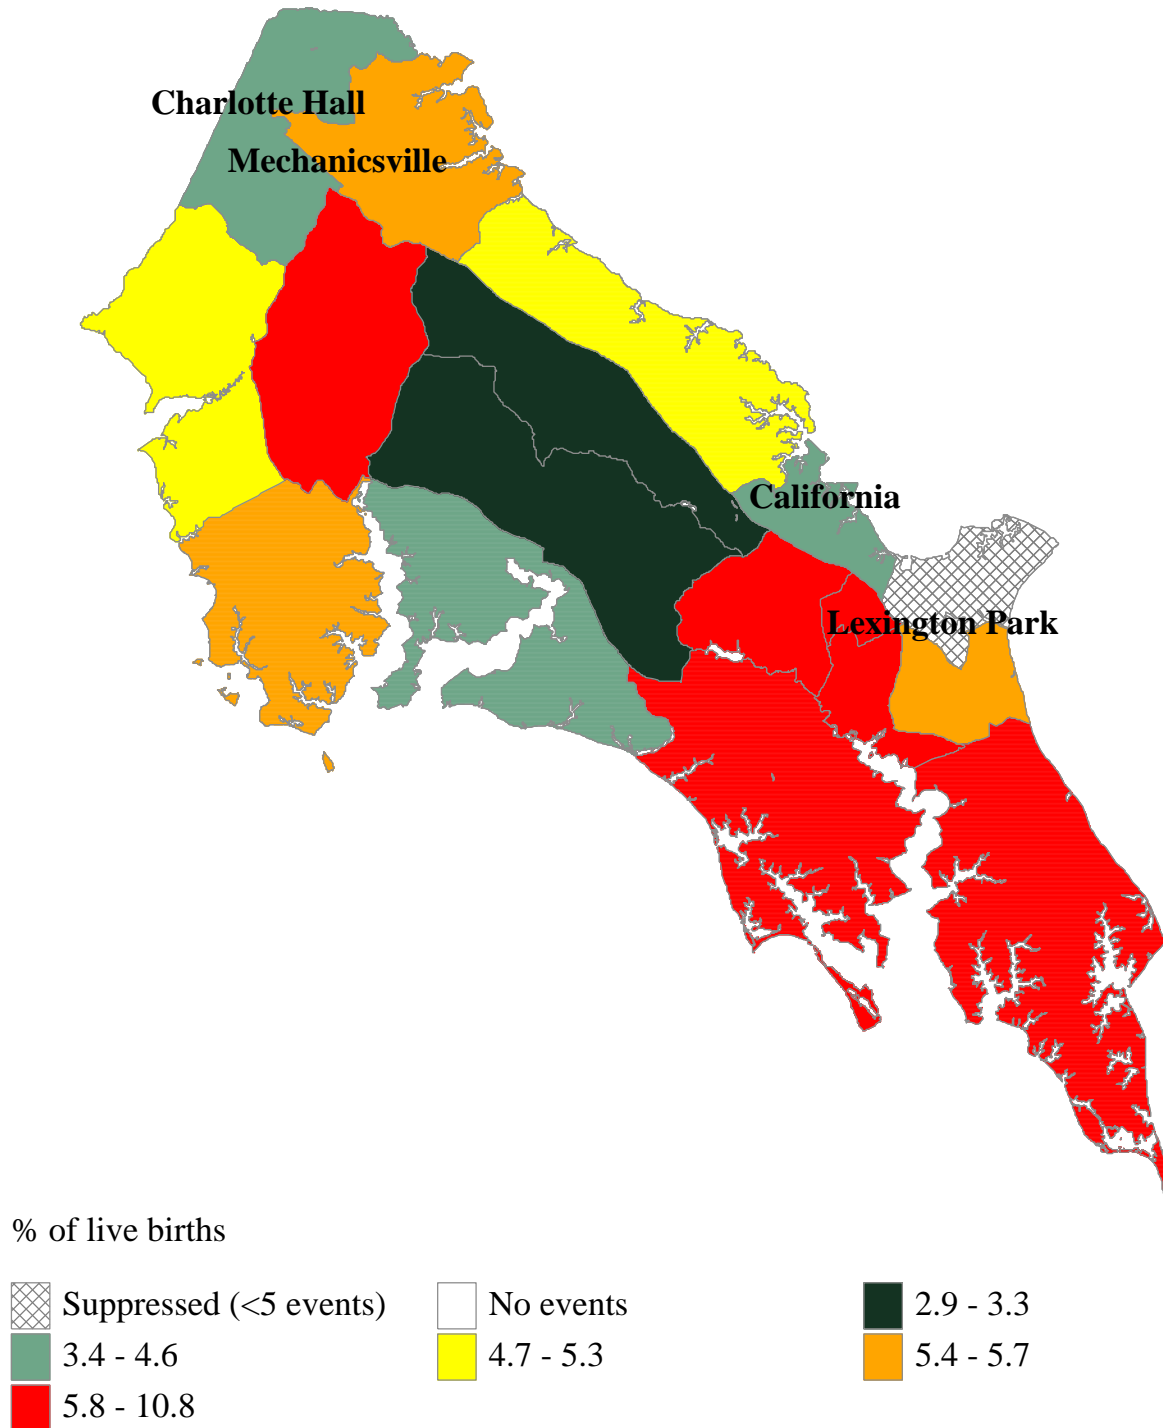 Charlotte Hall
Mechanicsville
California
Lexington Park
% of live births
Suppressed (<5 events)
No events
2.9 - 3.3
3.4 - 4.6
4.7 - 5.3
5.4 - 5.7
5.8 - 10.8